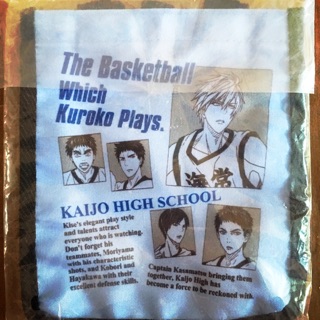 The Basketball
Which
Kuroko Plays.
海常
KAIJO HIGH SCHOOL
Kise's elegant play style
and talents attract
everyone who is watching.
Don't forget his
teammates, Moriyama
with his characteristic
shots, and Kobori and
Hayakawa with their
excellent defense skills.
Captain Kasamatsu bringing them
together, Kaijo High has
become a force to be reckoned with.